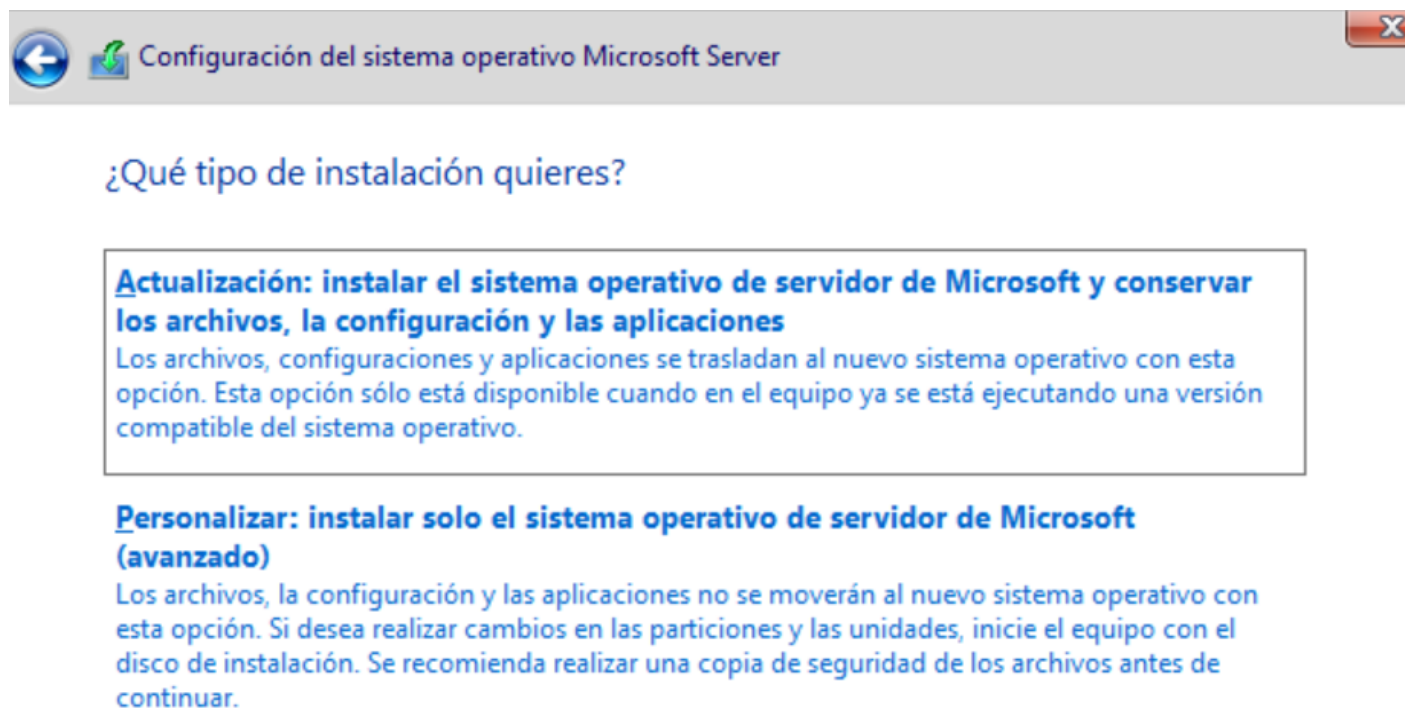 Configuración del sistema operativo Microsoft Server
¿Qué tipo de instalación quieres?
Actualización: instalar el sistema operativo de servidor de Microsoft y conservar
los archivos, la configuración y las aplicaciones
Los archivos, configuraciones y aplicaciones se trasladan al nuevo sistema operativo con esta
opción. Esta opción sólo está disponible cuando en el equipo ya se está ejecutando una versión
compatible del sistema operativo.
Personalizar: instalar solo el sistema operativo de servidor de Microsoft
(avanzado)
Los archivos, la configuración y las aplicaciones no se moverán al nuevo sistema operativo con
esta opción. Si desea realizar cambios en las particiones y las unidades, inicie el equipo con el
disco de instalación. Se recomienda realizar una copia de seguridad de los archivos antes de
continuar.